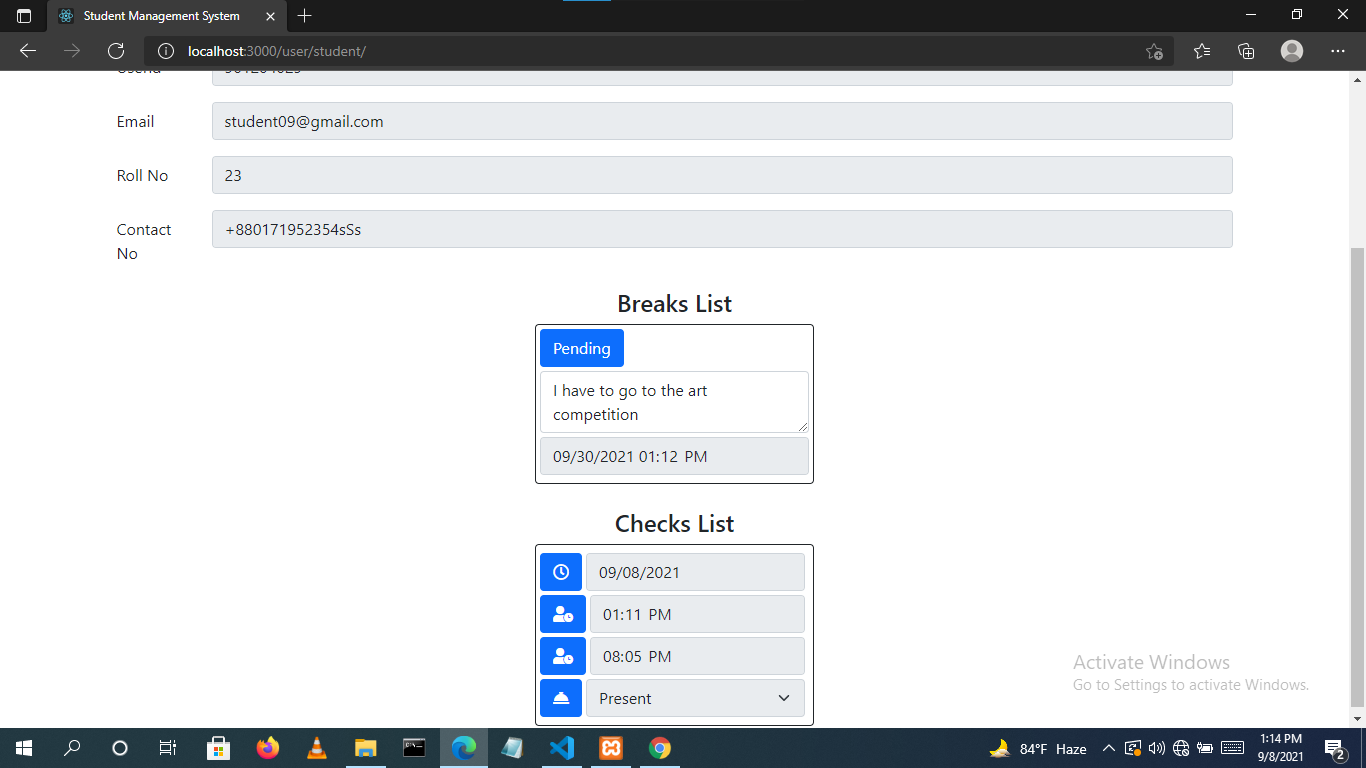 Student Management System
localhost:3000/user/student/
Email
student09@gmail.com
Roll No
23
Contact
No
+880171952354sSs
Breaks List
Pending
I have to go to the art
competition
09/30/2021 01:12 PM
Checks List
09/08/2021
01:11 PM
08:05 PM
Present
Activate Windows
Go to Settings to activate Windows.
84°F Haze
1:14 PM
9/8/2021
2